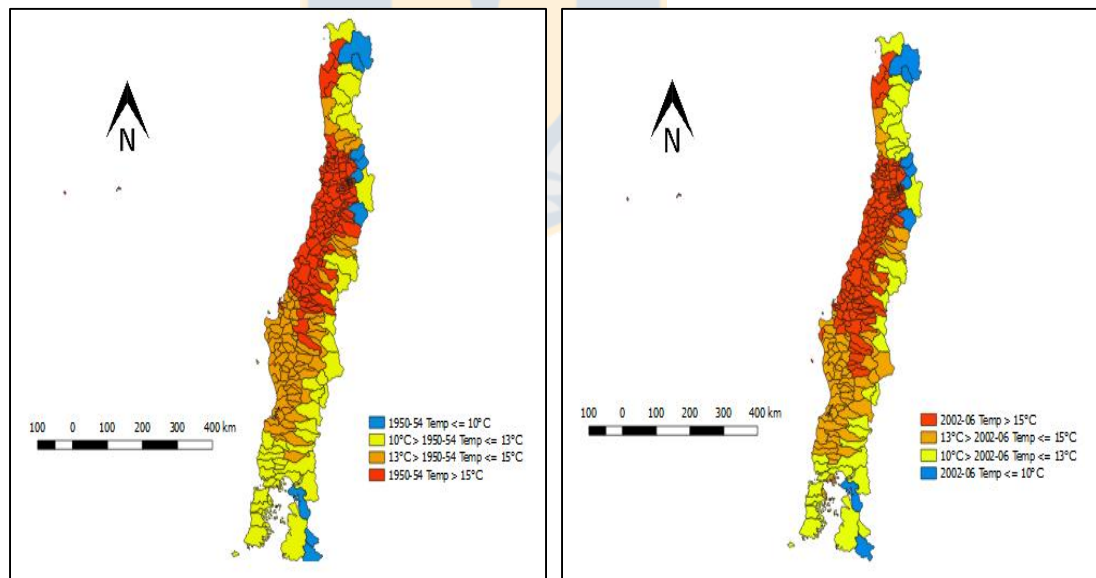 N
100 0 100 200 300 400 km
1950-54 Temp <= 10°C
10°C> 1950-54 Temp <= 13°C
13°C> 1950-54 Temp <= 15°C
1950-54 Temp > 15°C
N
100 0 100 200 300 400 km
2002-06 Temp > 15°C
13°C> 2002-06 Temp <= 15°C
10°C> 2002-06 Temp <= 13°C
2002-06 Temp <= 10°C